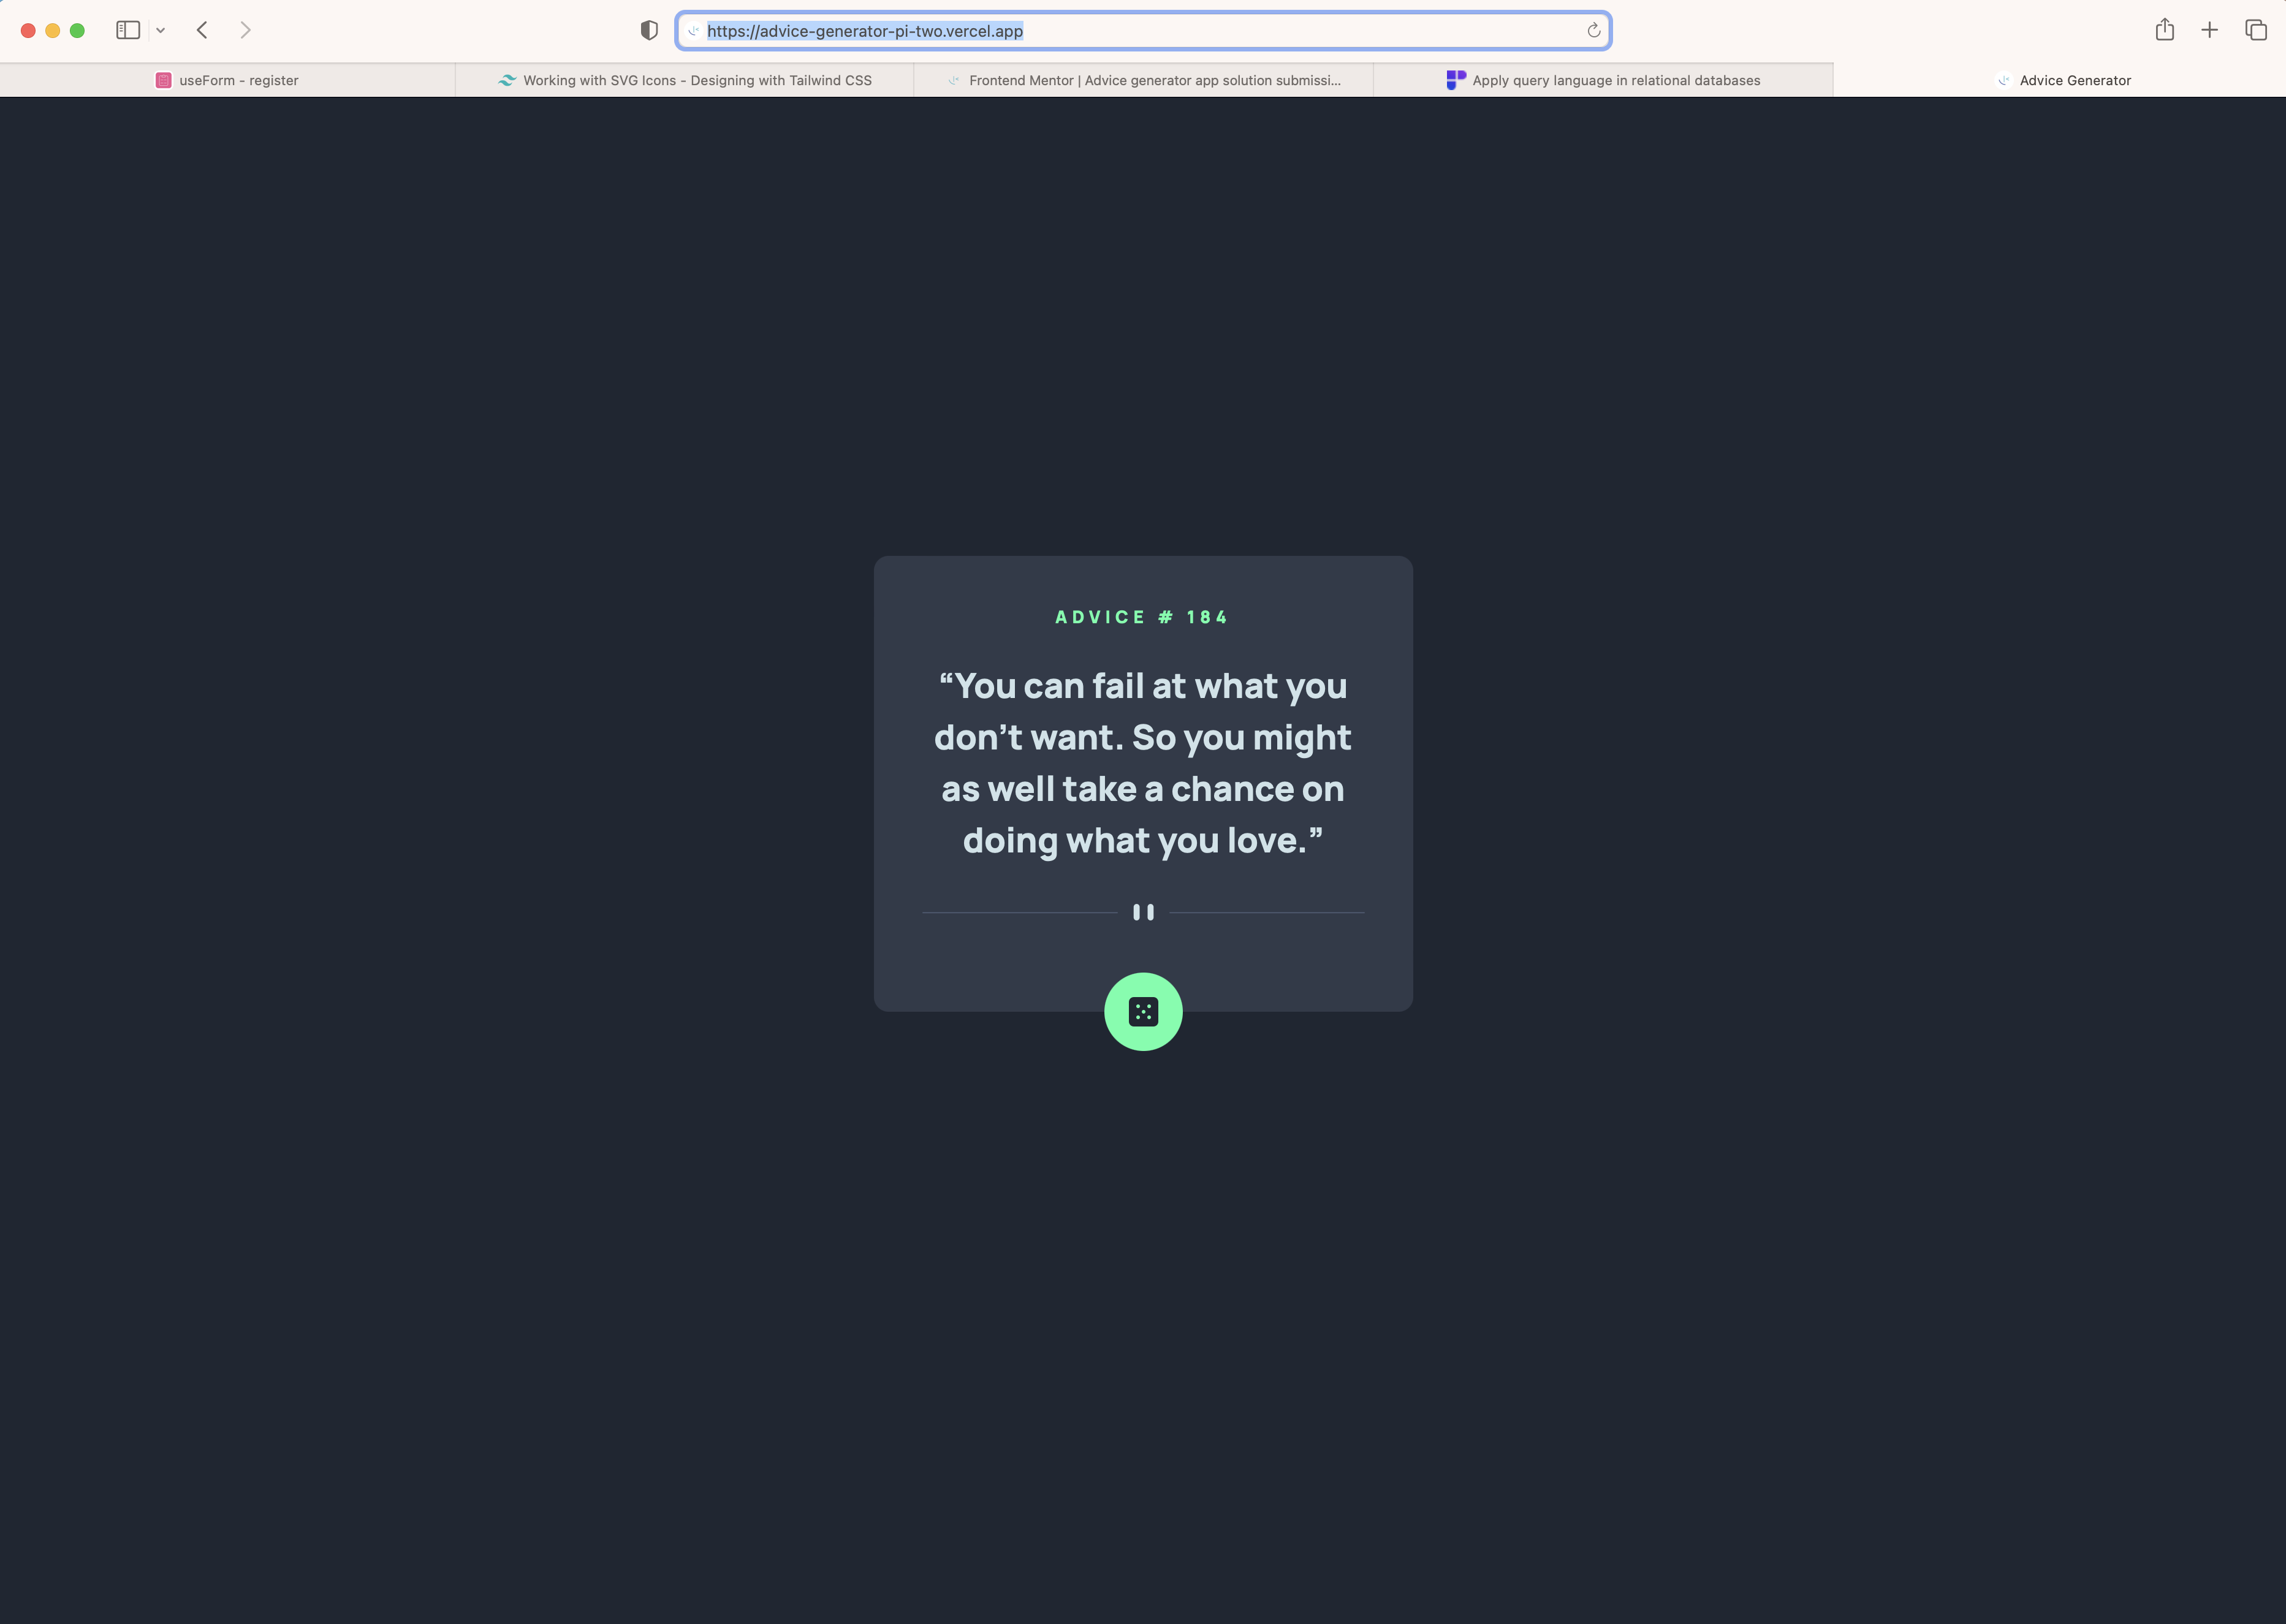 https://advice-generator-pi-two.vercel.app
useForm - register
Working with SVG Icons - Designing with Tailwind CSS
Frontend Mentor | Advice generator app solution submissi...
Apply query language in relational databases
Advice Generator
ADVICE # 184
“You can fail at what you
don’t want. So you might
as well take a chance on
doing what you love.”